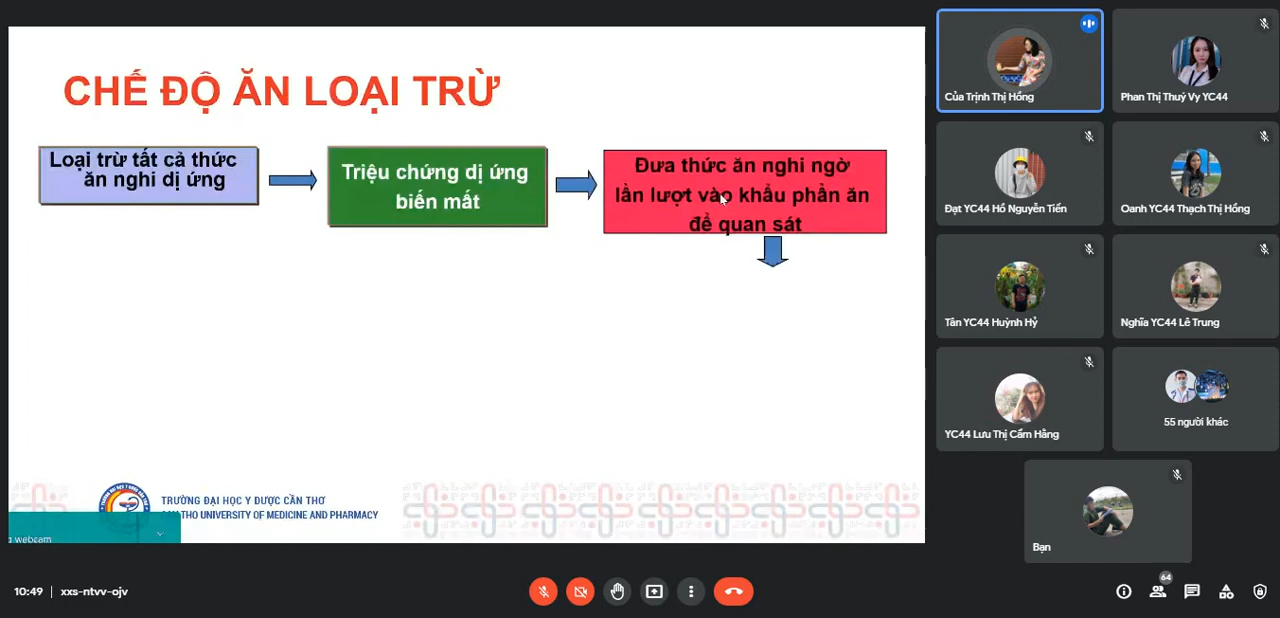 CHẾ ĐỘ ĂN LOẠI TRỪ
Loại trừ tất cả thức
ăn nghi dị ứng
Triệu chứng dị ứng
biến mất
Đưa thức ăn nghi ngờ
lần lượt vào khẩu phần ăn
để quan sát
TRƯỜNG ĐẠI HỌC Y DƯỢC CẦN THƠ
THO UNIVERSITY OF MEDICINE AND PHARMACY
webcam
Của Trịnh Thị Hồng
Phan Thị Thuý Vy YC44
Đạt YC44 Hồ Nguyễn Tiến
Oanh YC44 Thạch Thị Hồng
Tân YC44 Huỳnh Hỷ
Nghĩa YC44 Lê Trung
YC44 Lưu Thị Cẩm Hằng
55 người khác
Bạn
10:49
xxs-ntvv-ojv
64